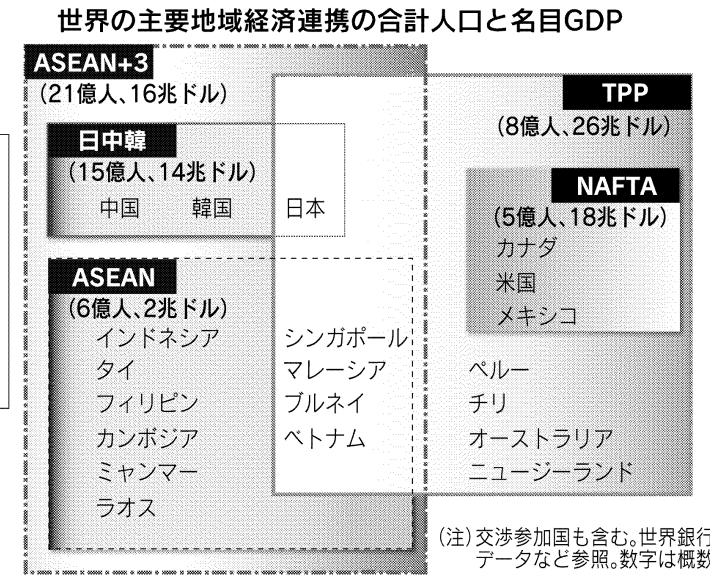 世界の主要地域経済連携の合計人口と名目GDP
ASEAN+3
(21億人、16兆ドル)
TPP
(8億人、26兆ドル)
日中韓
(15億人、14兆ドル)
中国 韓国 日本
NAFTA
(5億人、18兆ドル)
カナダ
米国
メキシコ
ASEAN
(6億人、2兆ドル)
インドネシア シンガポール
タイ マレーシア ペルー
フィリピン ブルネイ チリ
カンボジア ベトナム オーストラリア
ミャンマー ニュージーランド
ラオス
(注)交渉参加国も含む。世界銀行
データなど参照。数字は概数